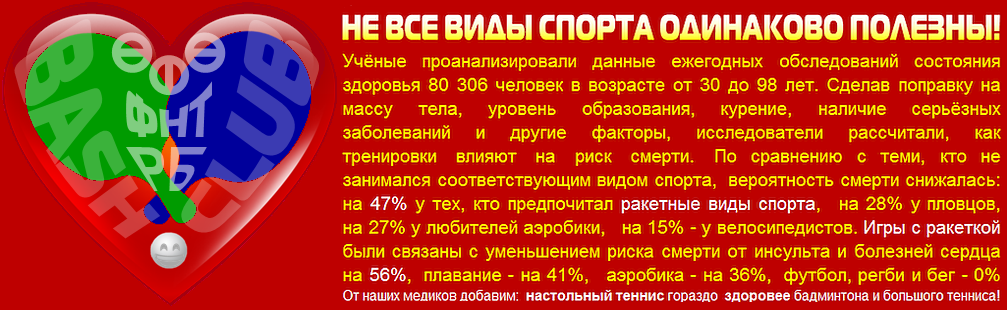 BASH CLUB
ФНТ
РБ
НЕ ВСЕ ВИДЫ СПОРТА ОДИНАКОВО ПОЛЕЗНЫ!
Учёные проанализировали данные ежегодных обследований состояния
здоровья 80 306 человек в возрасте от 30 до 98 лет. Сделав поправку на
массу тела, уровень образования, курение, наличие серьёзных
заболеваний и другие факторы, исследователи рассчитали, как
тренировки влияют на риск смерти. По сравнению с теми, кто не
занимался соответствующим видом спорта, вероятность смерти снижалась:
на 47% у тех, кто предпочитал ракетные виды спорта, на 28% у пловцов,
на 27% у любителей аэробики, на 15% - у велосипедистов. Игры с ракеткой
были связаны с уменьшением риска смерти от инсульта и болезней сердца
на 56%, плавание - на 41%, аэробика - на 36%, футбол, регби и бег - 0%
От наших медиков добавим: настольный теннис гораздо здоровее бадминтона и большого тенниса!